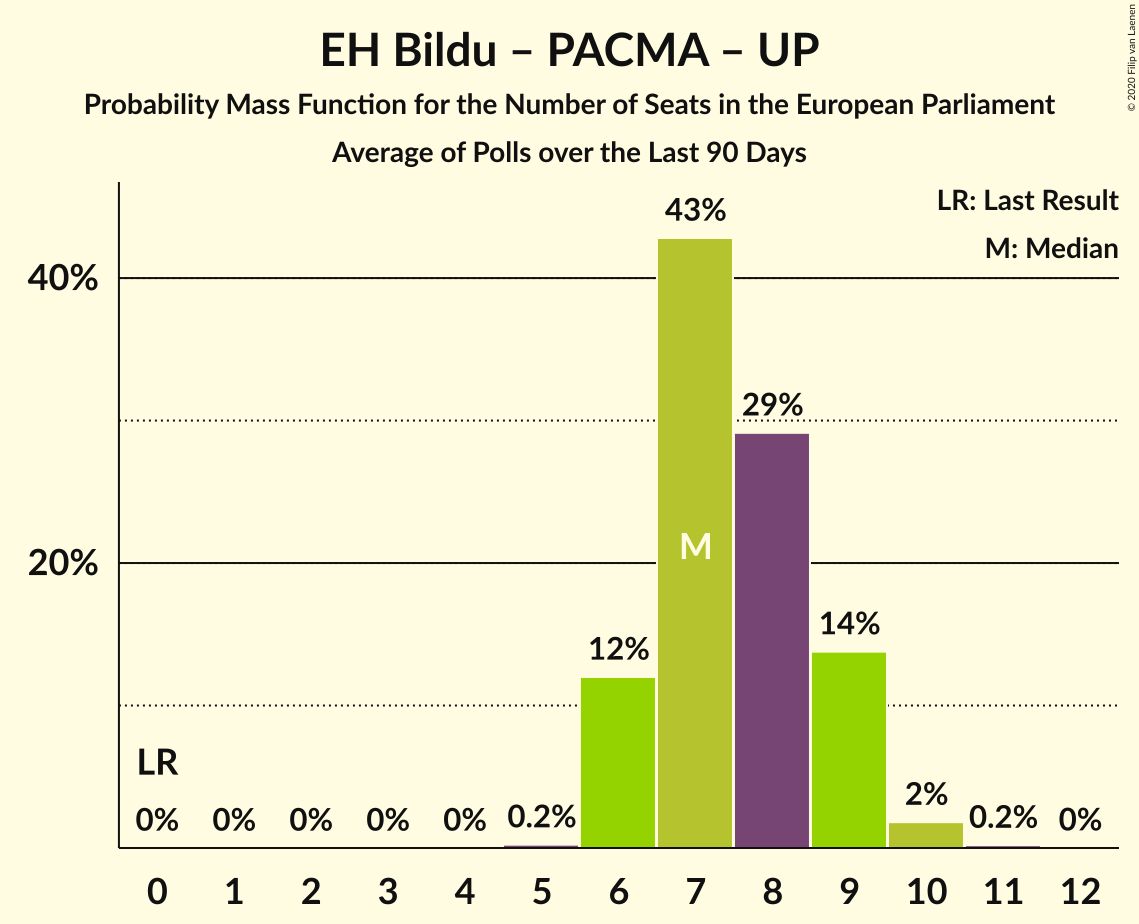 EH Bildu – PACMA – UP
Probability Mass Function for the Number of Seats in the European Parliament
Average of Polls over the Last 90 Days
© 2020 Filip van Laenen
LR: Last Result
M: Median
43%
40%
29%
M
20%
14%
12%
LR
2%
0% 0% 0% 0% 0% 0.2% 0.2% 0%
0 1 2 3 4 5 6 7 8 9 10 11 12